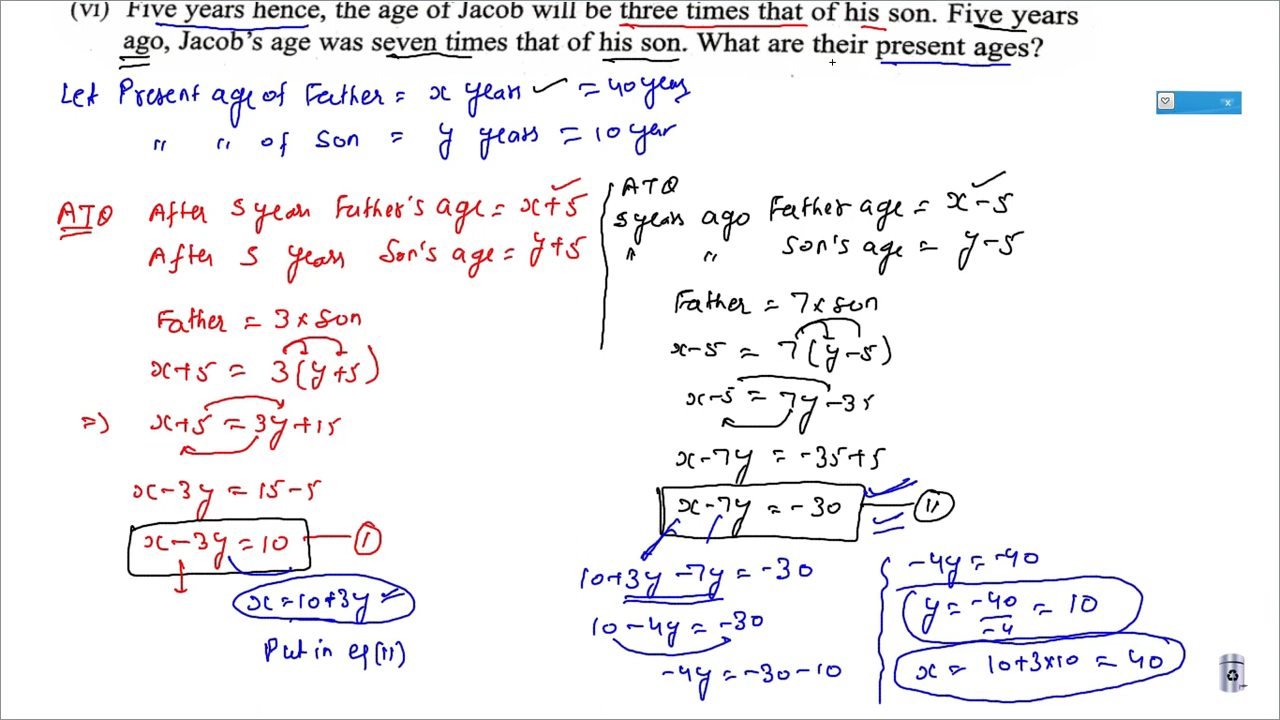 (vi) Five years hence, the age of Jacob will be three times that of his son. Five years
ago, Jacob's age was seven times that of his son. What are their present ages?
Let Present age of Father = x years = 40 years
" " of Son = y years = 10 year
ATQ After 5 years Father's age = x+5
After 5 years Son's age = y+5
Father = 3 x son
x+5 = 3(y+5)
=) x+5 = 3y+15
x-3y = 15-5
x-3y = 10 — (1)
x = 10+3y
Put in eq(11)
ATQ
5 years ago Father age = x-5
" " Son's age = y-5
Father = 7 x son
x-5 = 7(y-5)
x-5 = 7y-35
x-7y = -35+5
x-7y = -30 — (11)
10+3y-7y = -30
10-4y = -30
-4y = -30-10
-4y = -40
y = -40/-4 = 10
x = 10+3x10 = 40
x